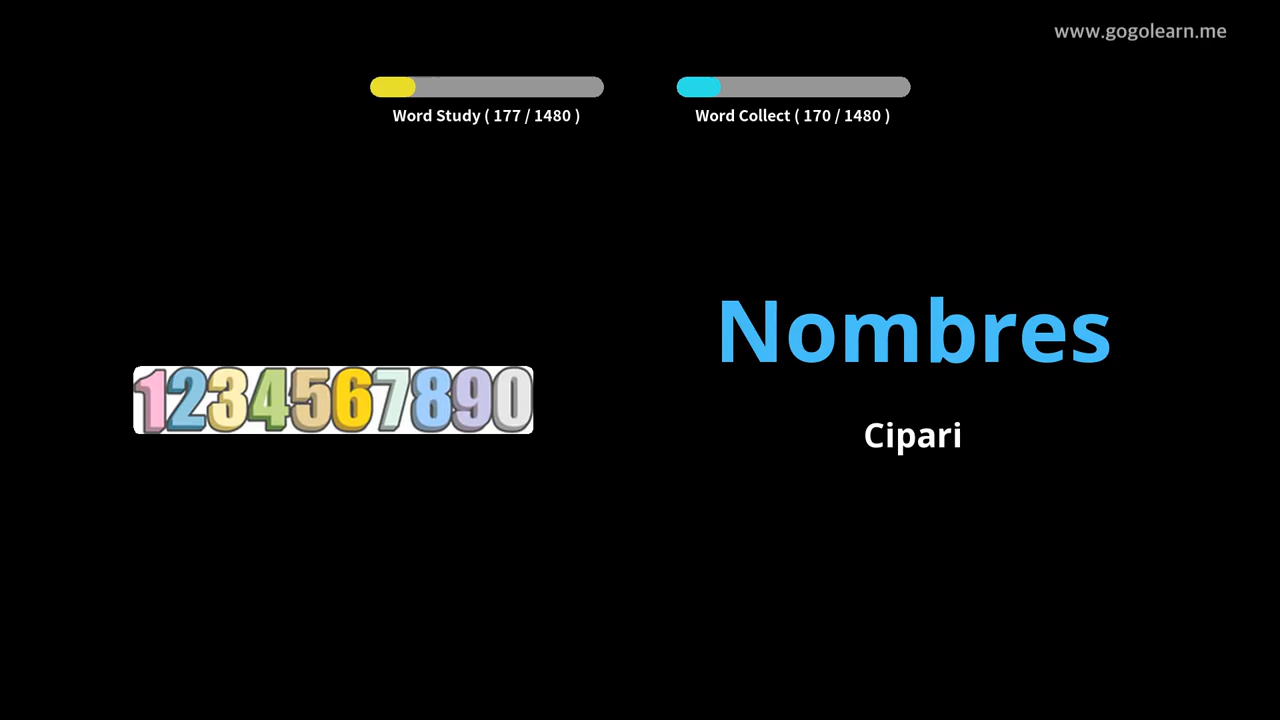 www.gogolearn.me
Word Study ( 177 / 1480 )
Word Collect ( 170 / 1480 )
Nombres
1234567890
Cipari